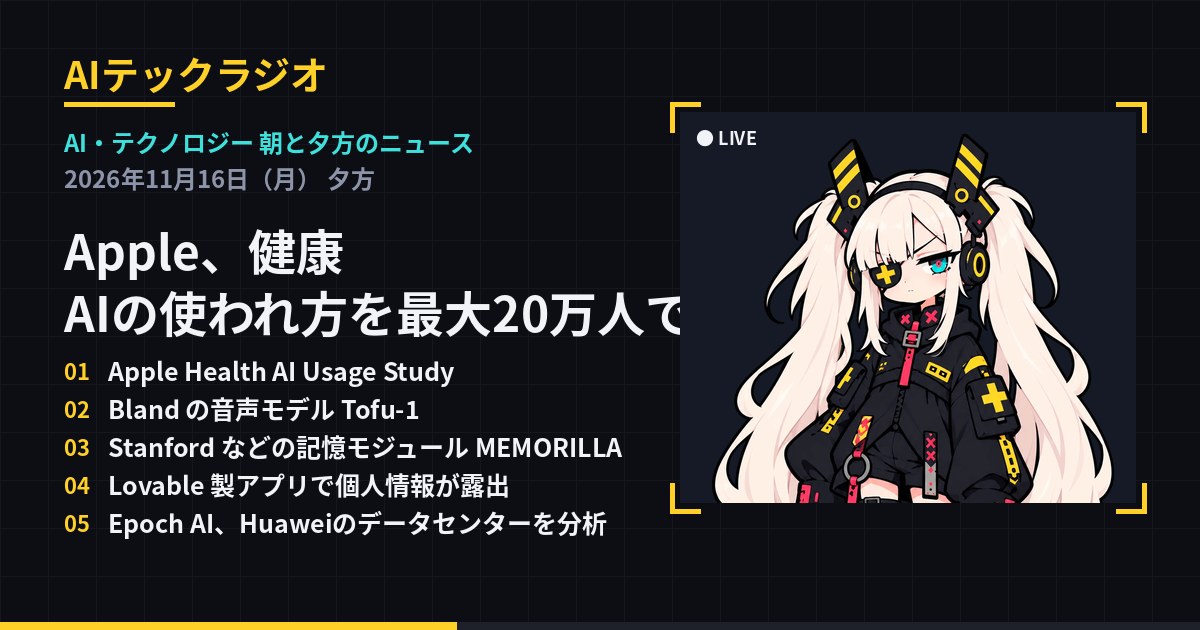 AIテックラジオ
AI・テクノロジー 朝と夕方のニュース
2026年11月16日（月） 夕方
Apple、健康
AIの使われ方を最大20万人で
01 Apple Health AI Usage Study
02 Bland の音声モデル Tofu-1
03 Stanford などの記憶モジュール MEMORILLA
04 Lovable 製アプリで個人情報が露出
05 Epoch AI、Huaweiのデータセンターを分析
LIVE